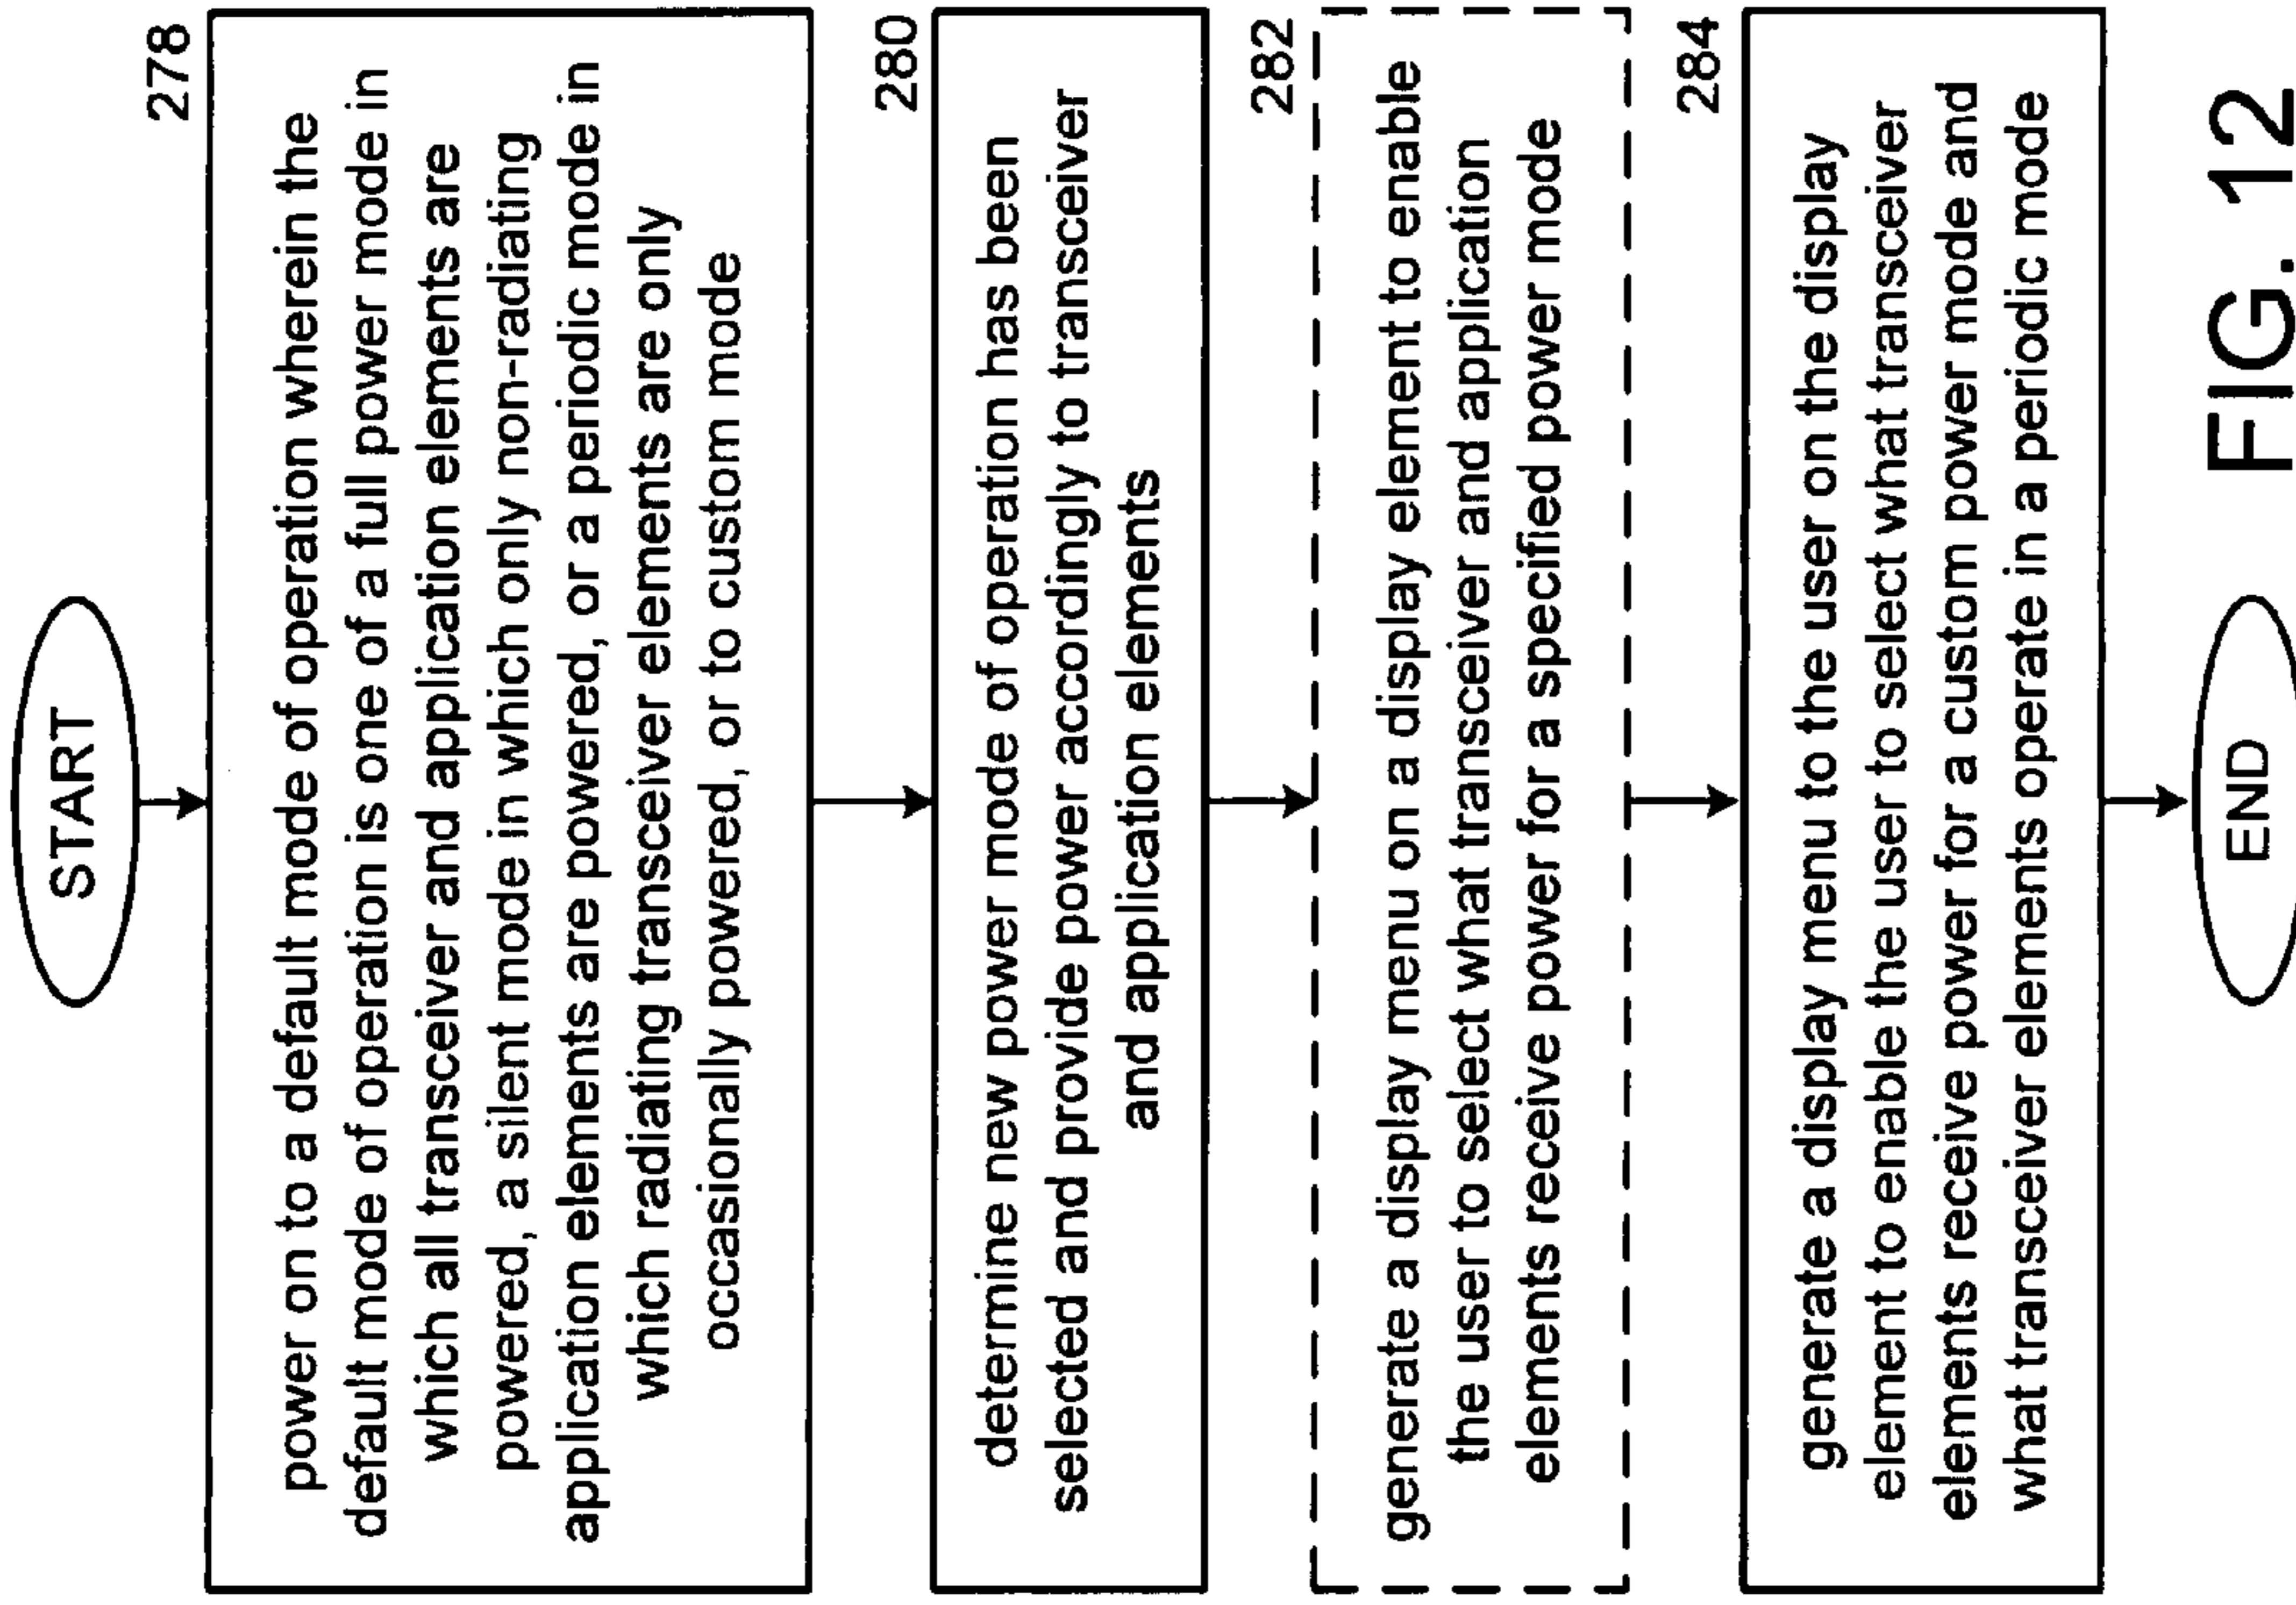 START
278
power on to a default mode of operation wherein the
default mode of operation is one of a full power mode in
which all transceiver and application elements are
powered, a silent mode in which only non-radiating
application elements are powered, or a periodic mode in
which radiating transceiver elements are only
occasionally powered, or to custom mode
280
determine new power mode of operation has been
selected and provide power accordingly to transceiver
and application elements
282
generate a display menu on a display element to enable
the user to select what transceiver and application
elements receive power for a specified power mode
284
generate a display menu to the user on the display
element to enable the user to select what transceiver
elements receive power for a custom power mode and
what transceiver elements operate in a periodic mode
END
FIG. 12